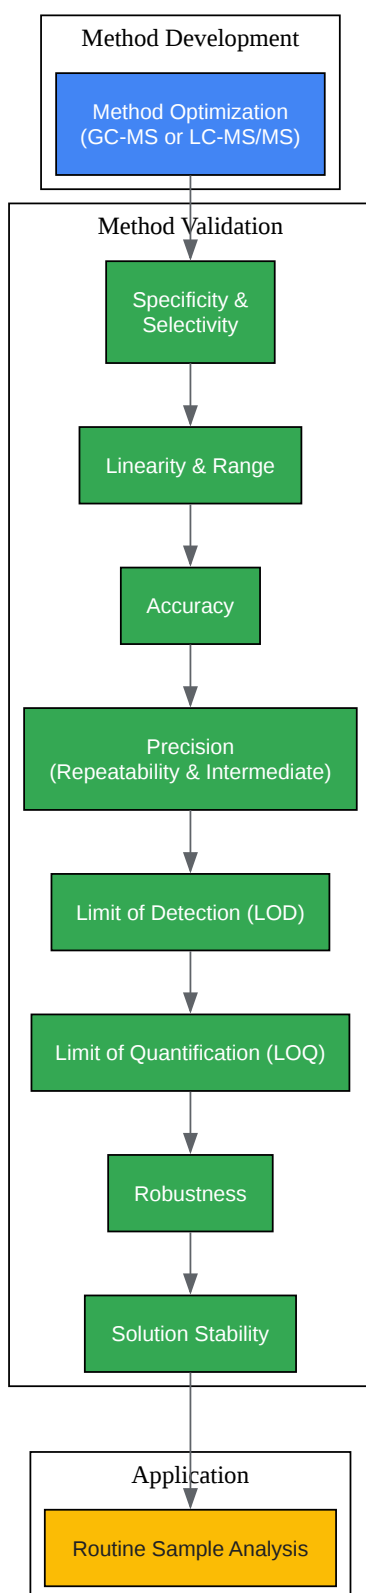 Method Development
Method Optimization
(GC-MS or LC-MS/MS)
Method Validation
Specificity &
Selectivity
Linearity & Range
Accuracy
Precision
(Repeatability & Intermediate)
Limit of Detection (LOD)
Limit of Quantification (LOQ)
Robustness
Solution Stability
Application
Routine Sample Analysis